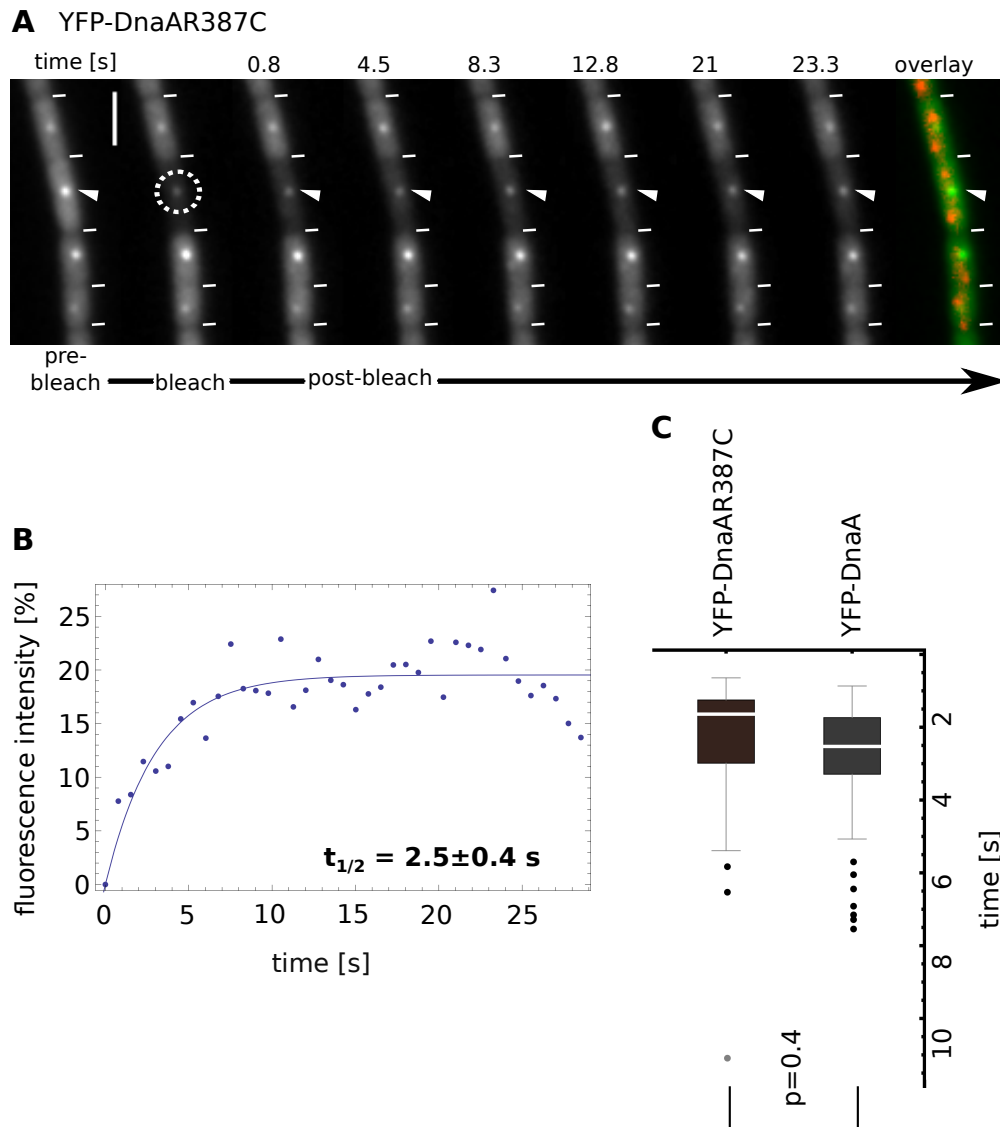 A YFP-DnaAR387C
time [s] 0.8 4.5 8.3 12.8 21 23.3 overlay
pre-
bleach bleach post-bleach
C
YFP-DnaAR387C
YFP-DnaA
2
4
6
8
10
time [s]
p=0.4
B
fluorescence intensity [%]
25
20
15
10
5
0
t1/2 = 2.5±0.4 s
0 5 10 15 20 25
time [s]